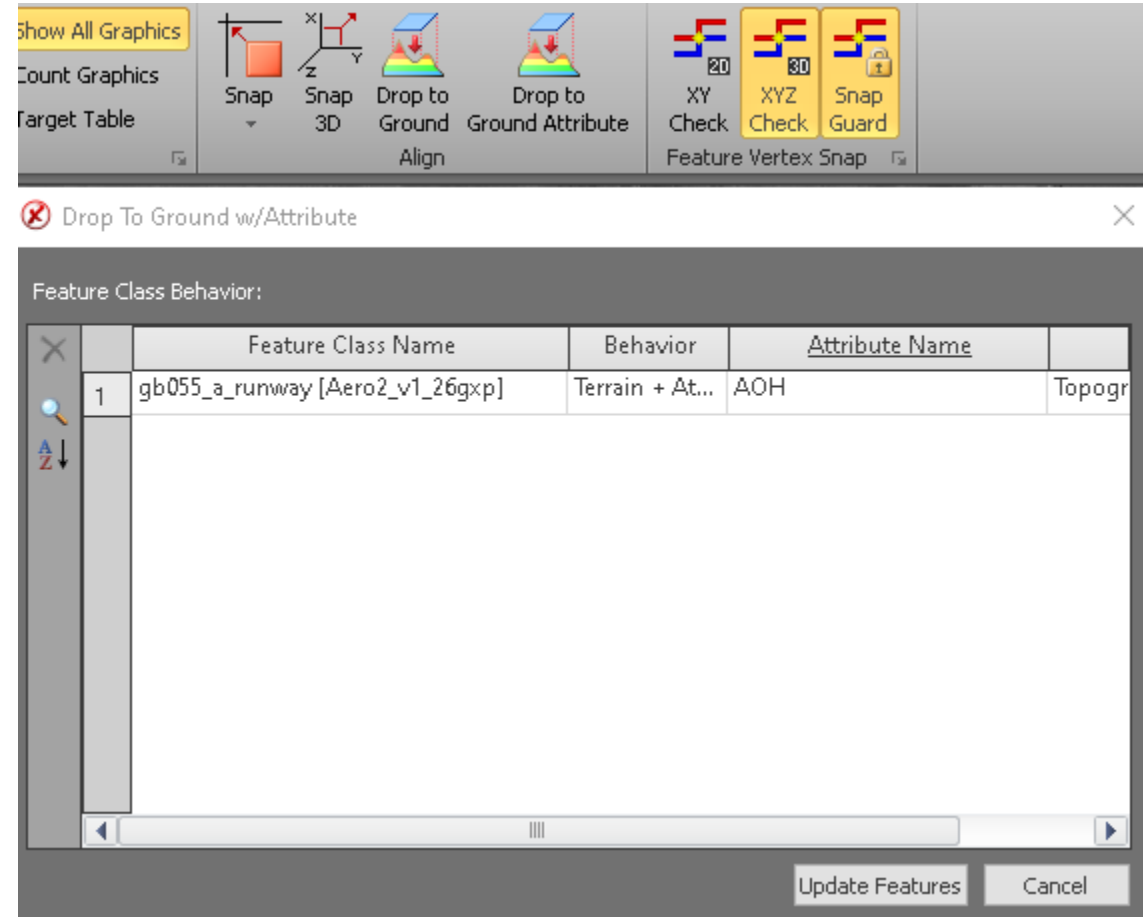 Show All Graphics
Count Graphics
Target Table
Snap
Snap 3D
Drop to Ground
Drop to Ground Attribute
Align
2D
XY Check
3D
XYZ Check
Snap Guard
Feature Vertex Snap
X
Y
Z
Drop To Ground w/Attribute
Feature Class Behavior:
Feature Class Name Behavior Attribute Name
1 gb055_a_runway [Aero2_v1_26gxp] Terrain + At... AOH Topogr
A
Z
Update Features Cancel